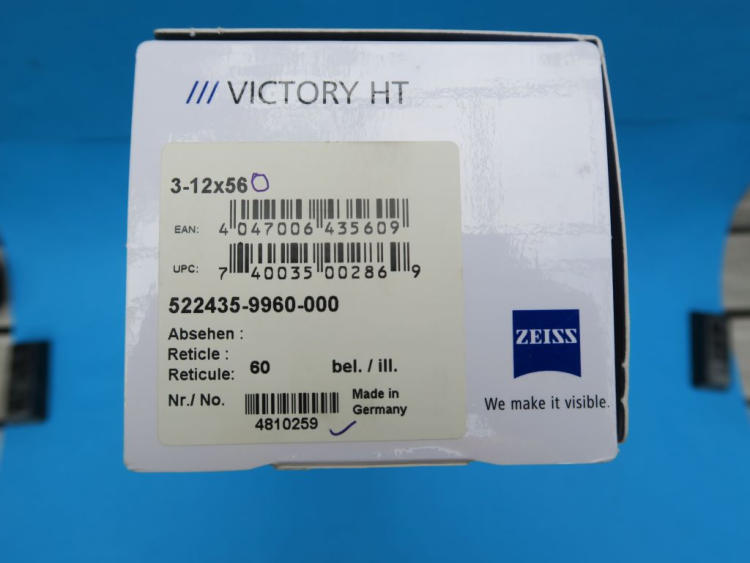 /// VICTORY HT
3-12x56
EAN: 4 047006 435609
UPC: 7 40035 00286 9
522435-9960-000
Absehen :
Reticle :
Reticule: 60 bel. / ill.
Nr./ No. 4810259 Made in
Germany
ZEISS
We make it visible.